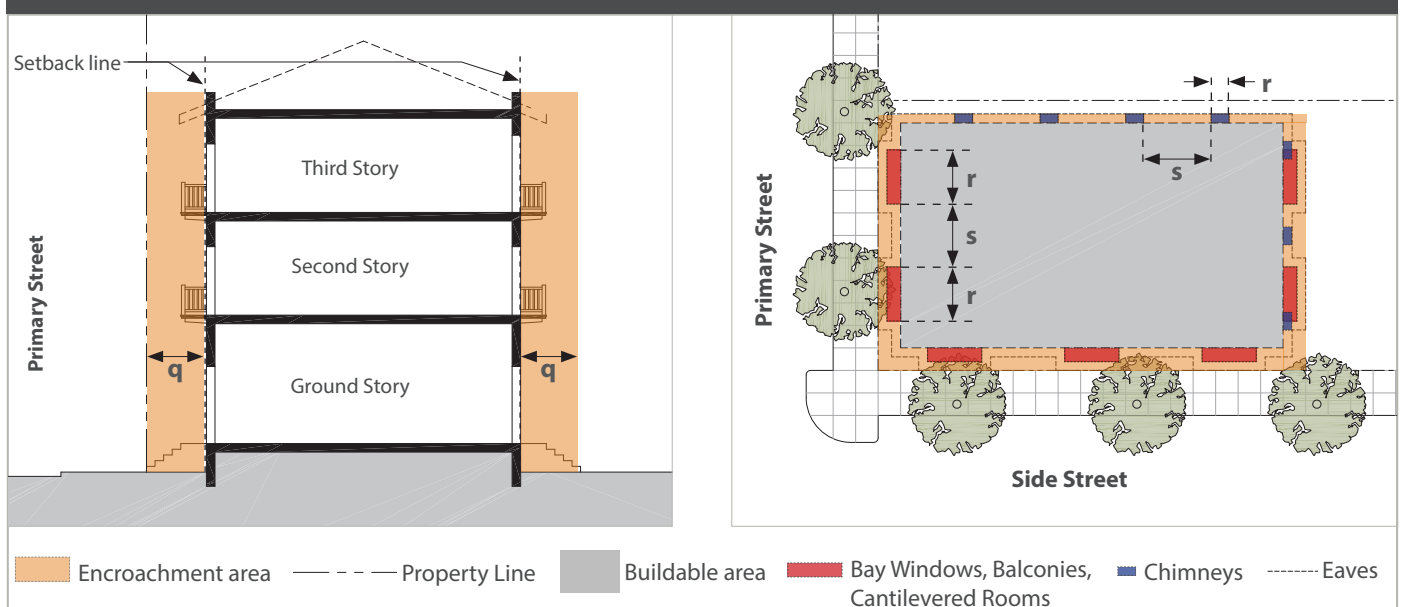 Setback line
Third Story
Second Story
Ground Story
Primary Street
q
q
r
s
r
s
r
Primary Street
Side Street
Encroachment area
Property Line
Buildable area
Bay Windows, Balconies,
Cantilevered Rooms
Chimneys
Eaves